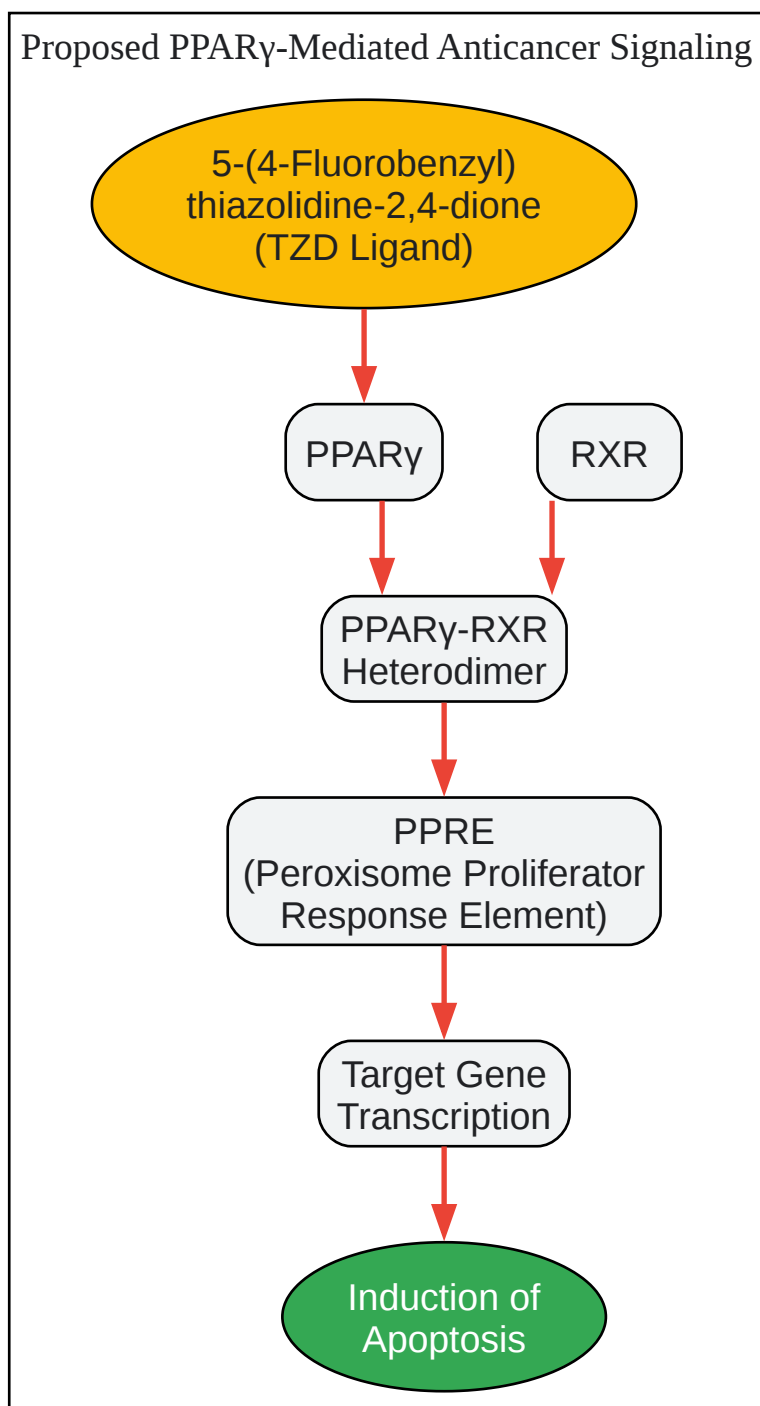 Proposed PPARγ-Mediated Anticancer Signaling
5-(4-Fluorobenzyl)
thiazolidine-2,4-dione
(TZD Ligand)
PPARγ
RXR
PPARγ-RXR
Heterodimer
PPRE
(Peroxisome Proliferator
Response Element)
Target Gene
Transcription
Induction of
Apoptosis